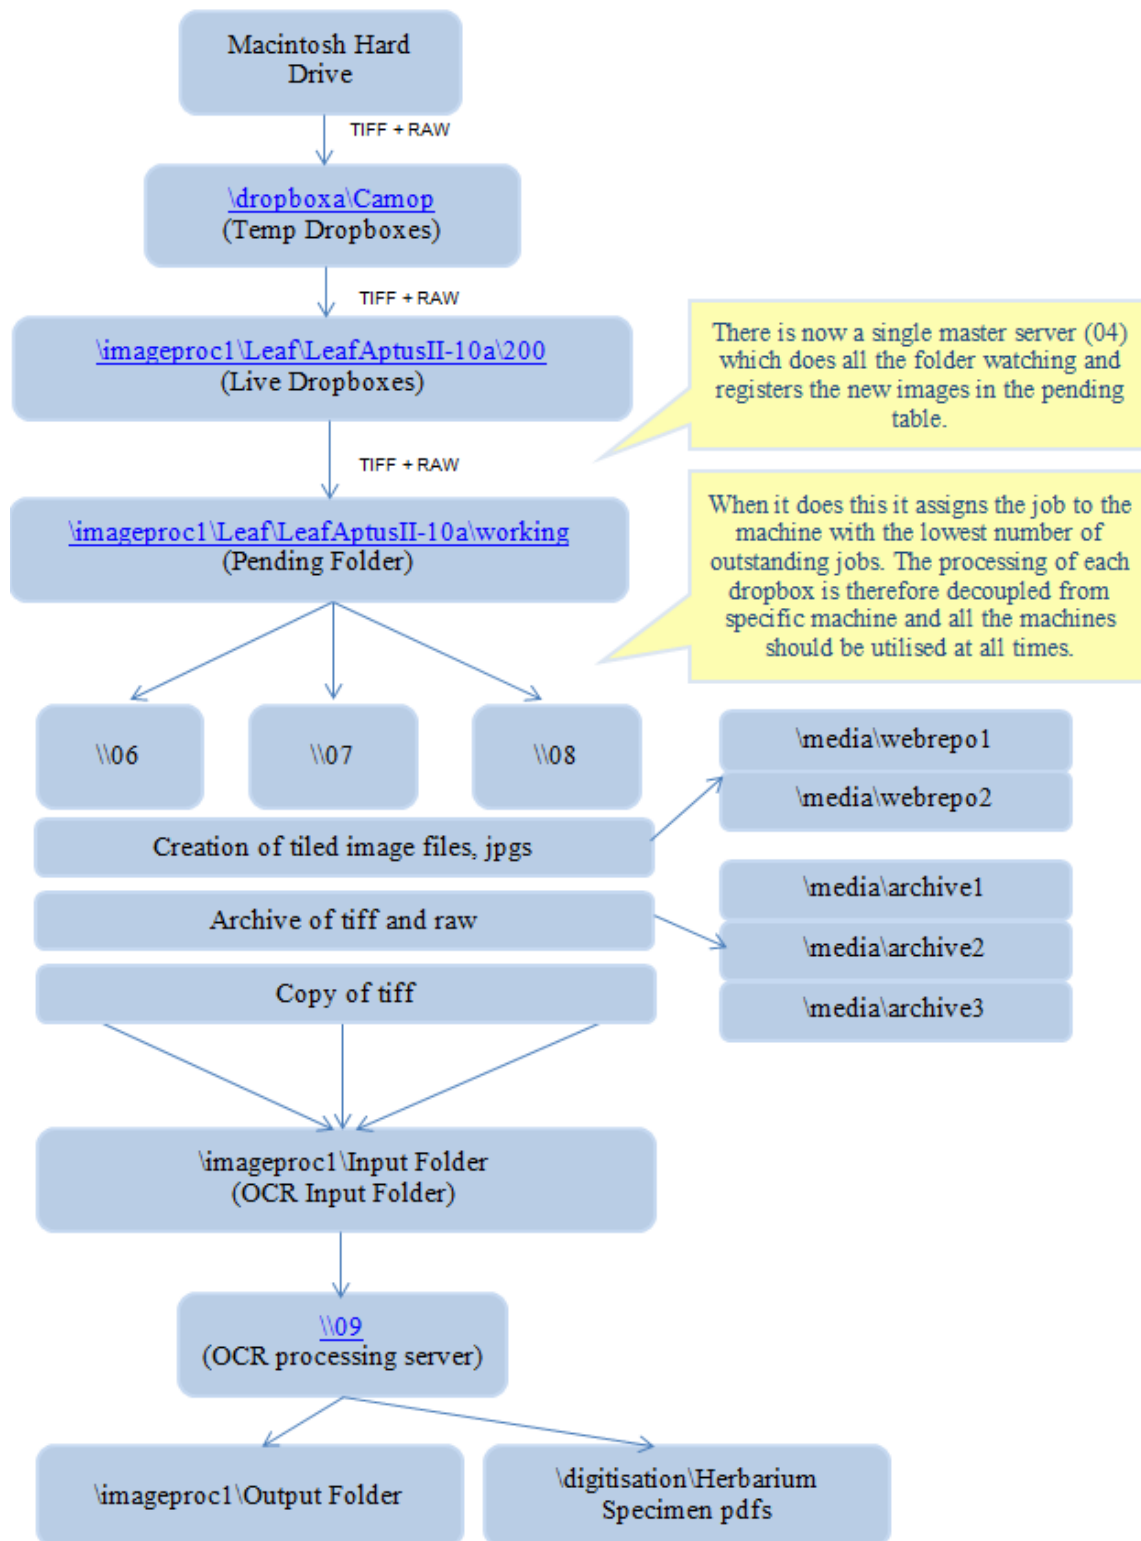 Macintosh Hard
Drive
TIFF + RAW
\dropboxa\Camop
(Temp Dropboxes)
TIFF + RAW
\imageproc1\Leaf\LeafAptusII-10a\200
(Live Dropboxes)
There is now a single master server (04)
which does all the folder watching and
registers the new images in the pending
table.
TIFF + RAW
\imageproc1\Leaf\LeafAptusII-10a\working
(Pending Folder)
When it does this it assigns the job to the
machine with the lowest number of
outstanding jobs. The processing of each
dropbox is therefore decoupled from
specific machine and all the machines
should be utilised at all times.
\\06
\\07
\\08
\media\webrepo1
\media\webrepo2
Creation of tiled image files, jpgs
Archive of tiff and raw
\media\archive1
\media\archive2
\media\archive3
Copy of tiff
\imageproc1\Input Folder
(OCR Input Folder)
\\09
(OCR processing server)
\imageproc1\Output Folder
\digitisation\Herbarium
Specimen pdfs